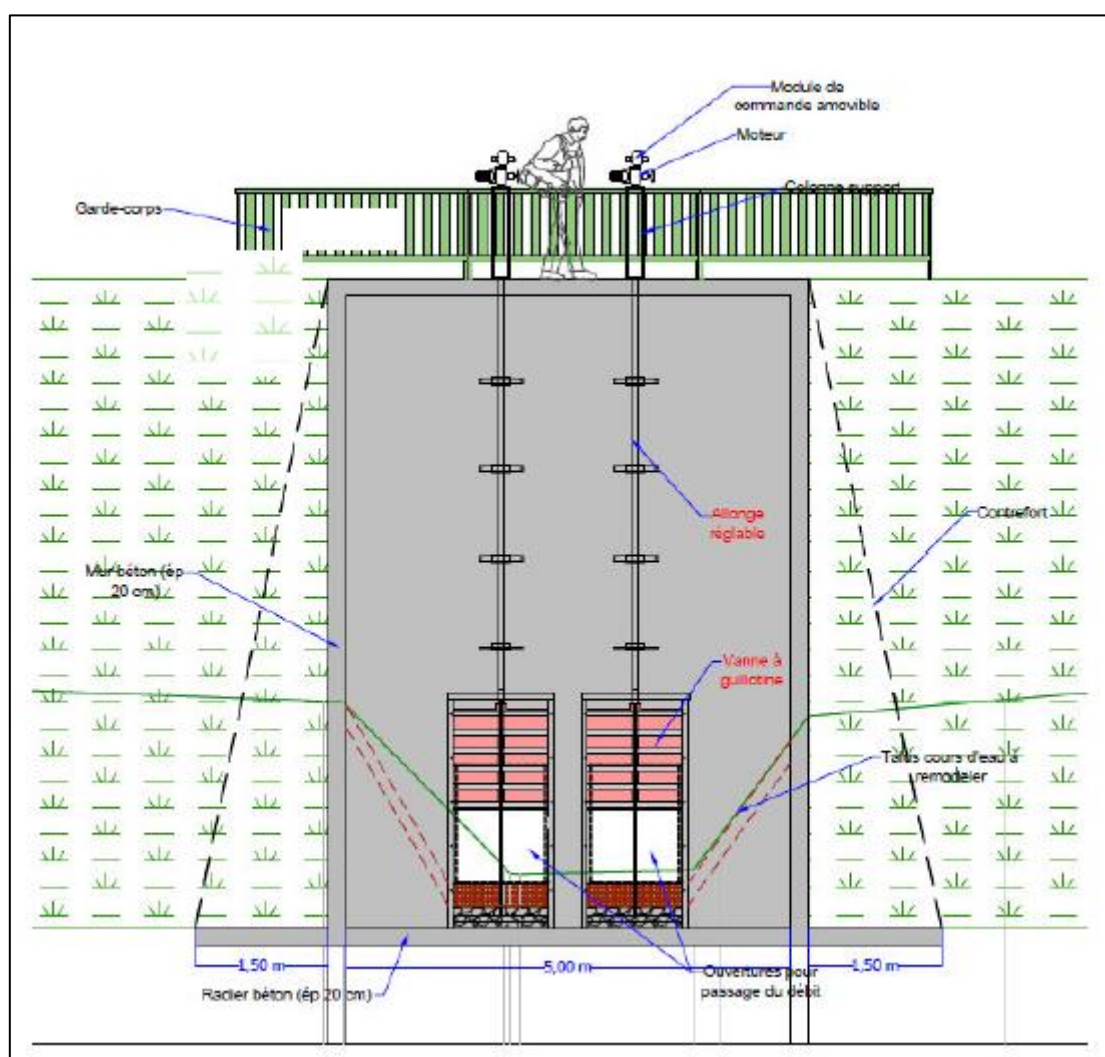 Module de
commande amovible
Moteur
Colonne support
Garde-corps
Allonge
réglable
Contrefort
Mur béton (ép
20 cm)
Vanne à
guillotine
Talus cours d'eau à
remodeler
1,50 m
5,00 m
1,50 m
Ouvertures pour
passage du débit
Radier béton (ép 20 cm)